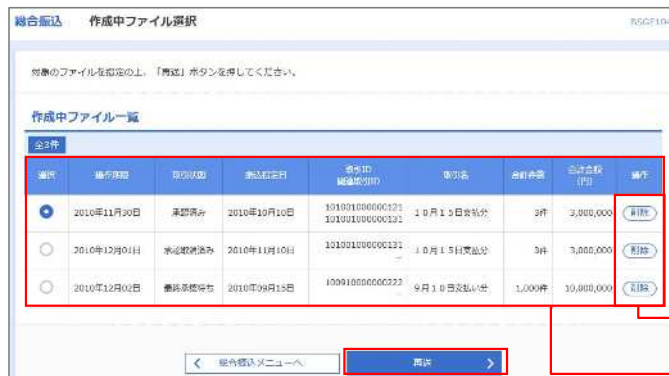 総合振込 作成中ファイル選択
対象のファイルを指定の上、「再送」ボタンを押してください。
作成中ファイル一覧
全3件
選択 操作期限 取引状態 振込指定日 取引ID 取引名 合計件数 合計金額 操作
(円)
2010年11月30日 承認済み 2010年10月10日 101001000000121 10月15日支払分 3件 3,000,000 削除
101001000000131
2010年12月01日 2010年11月10日 101001000000131 10月15日支払分 3件 3,000,000 削除
2010年12月02日 2010年09月15日 100910000000222 9月10日支払い分 1,000件 10,000,000 削除
総合振込メニューへ 再送